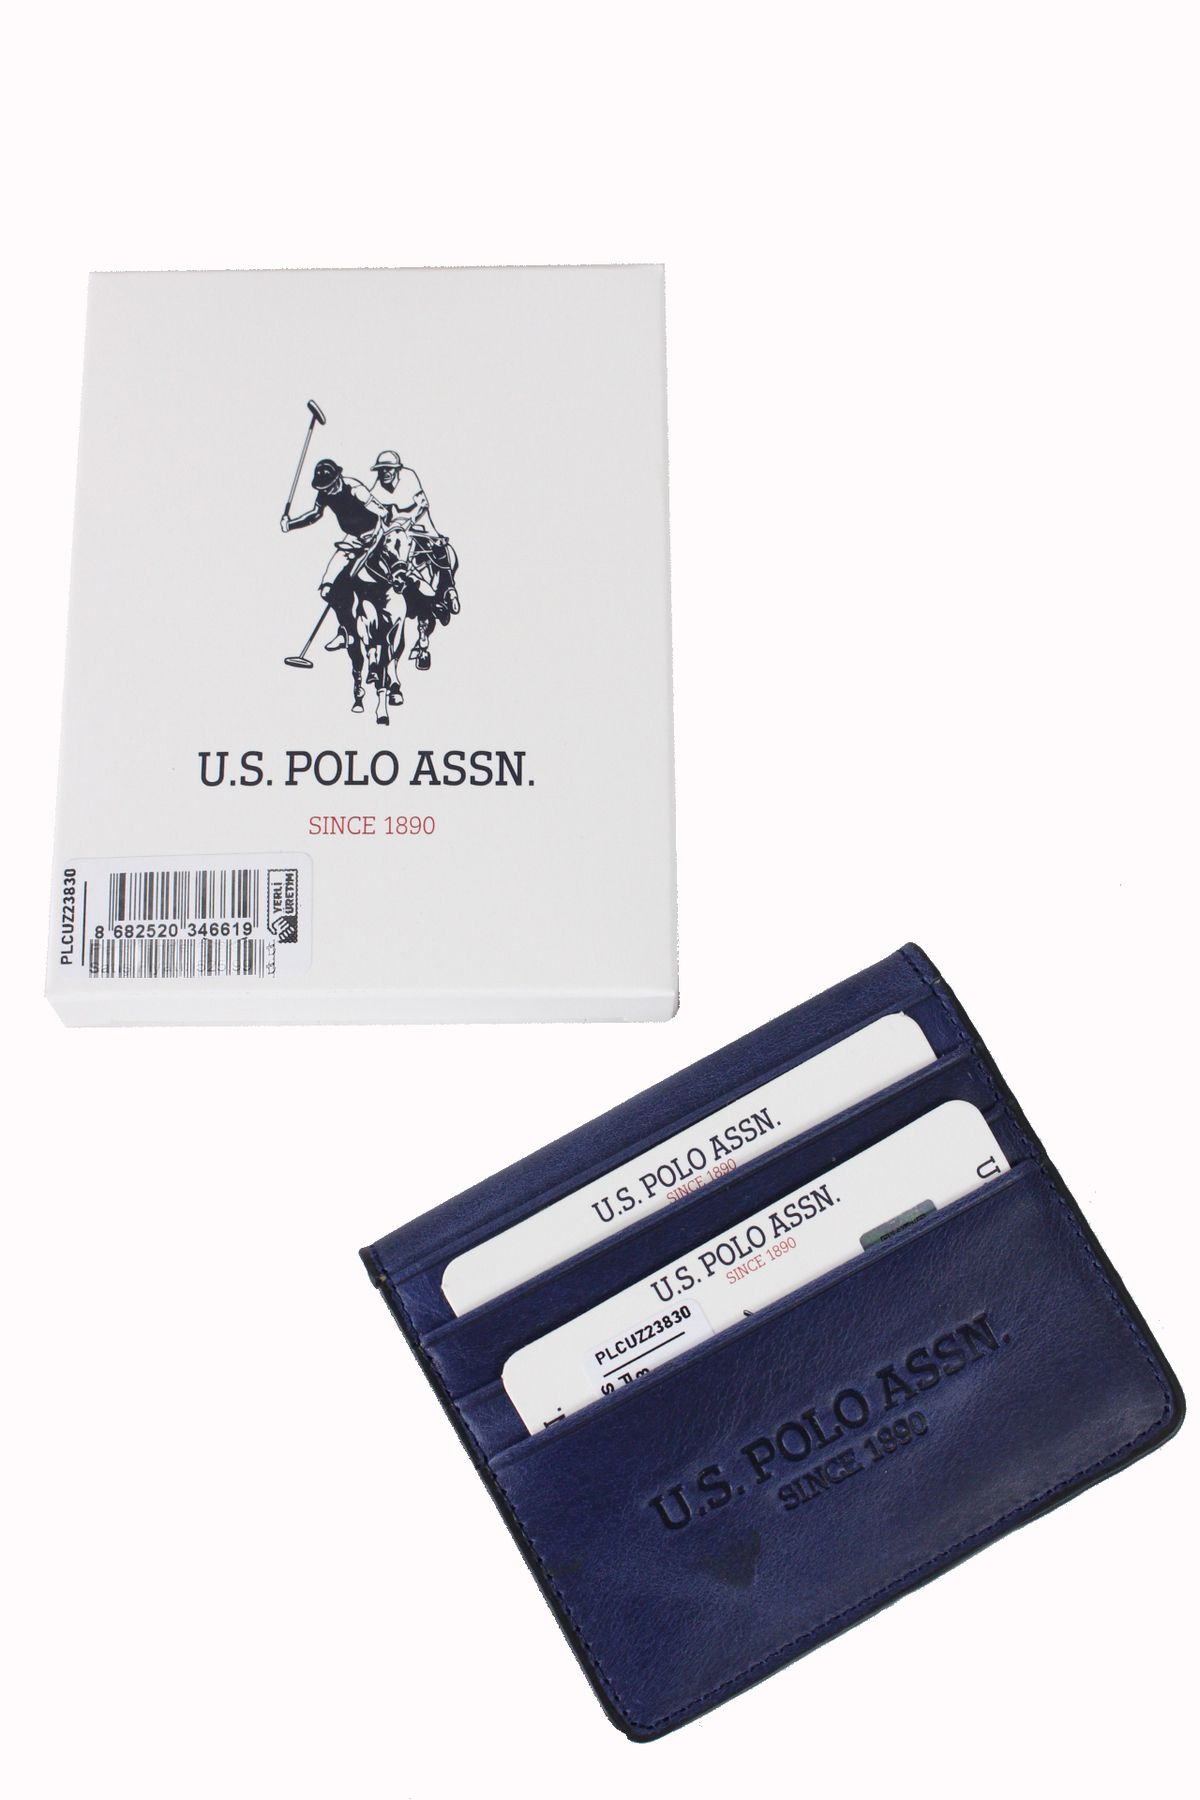 U.S. POLO ASSN.
SINCE 1890
PLCUZ23830
8 682520 346619
YERLİ
ÜRETİM
U.S. POLO ASSN.
SINCE 1890
U.S. POLO ASSN.
SINCE 1890
PLCUZ23830
U.S. POLO ASSN.
SINCE 1890